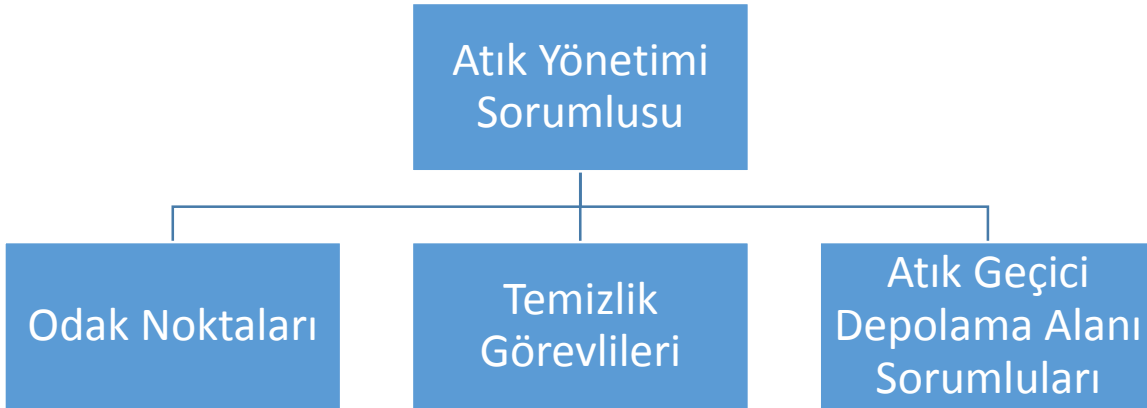 Atık Yönetimi
Sorumlusu
Odak Noktaları
Temizlik
Görevlileri
Atık Geçici
Depolama Alanı
Sorumluları